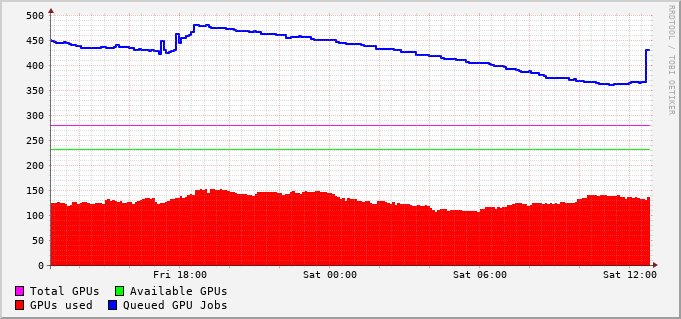 500
450
400
350
300
250
200
150
100
50
0
Fri 18:00 Sat 00:00 Sat 06:00 Sat 12:00
Total GPUs Available GPUs
GPUs used Queued GPU Jobs
RRDTOOL / TOBI OETIKER